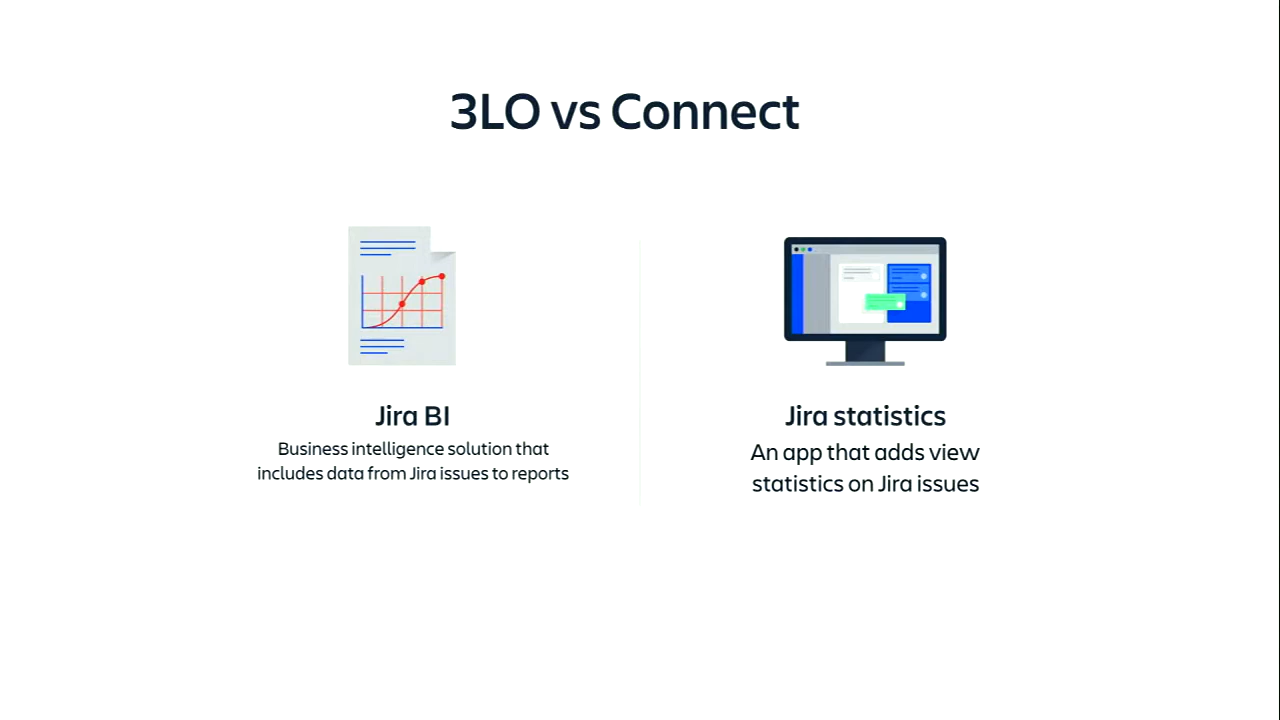 3LO vs Connect
Jira BI
Business intelligence solution that
includes data from Jira issues to reports
Jira statistics
An app that adds view
statistics on Jira issues